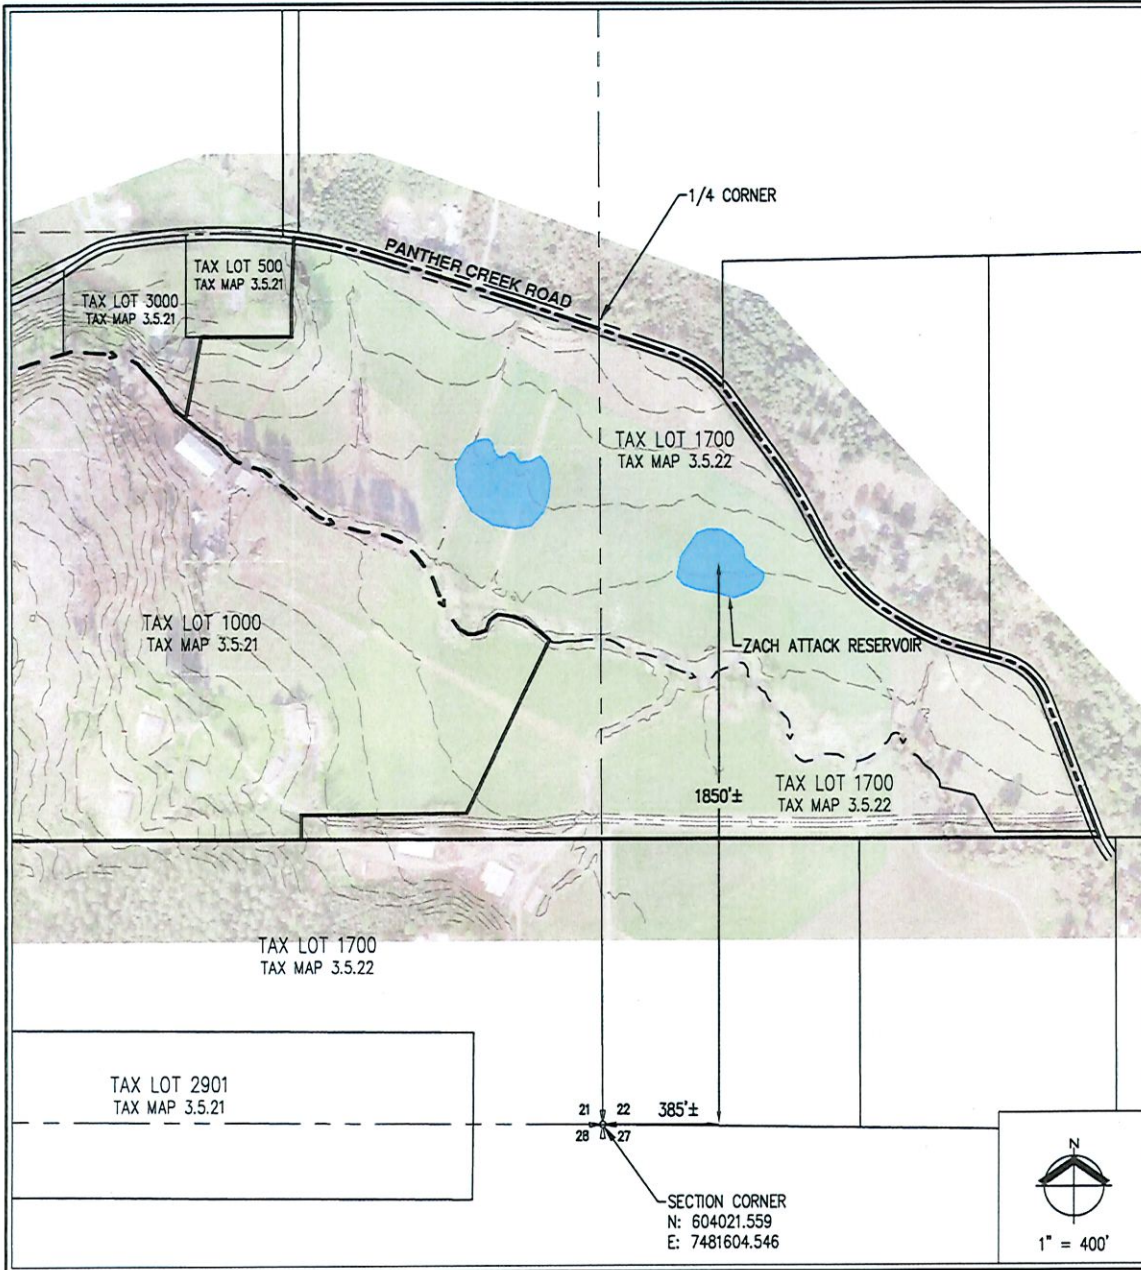 1/4 CORNER
PANTHER CREEK ROAD
TAX LOT 500
TAX MAP 3.5.21
TAX LOT 3000
TAX MAP 3.5.21
TAX LOT 1700
TAX MAP 3.5.22
TAX LOT 1000
TAX MAP 3.5.21
ZACH ATTACK RESERVOIR
1850'±
TAX LOT 1700
TAX MAP 3.5.22
TAX LOT 1700
TAX MAP 3.5.22
TAX LOT 2901
TAX MAP 3.5.21
21 22 385'±
28 27
SECTION CORNER
N: 604021.559
E: 7481604.546
N
1" = 400'